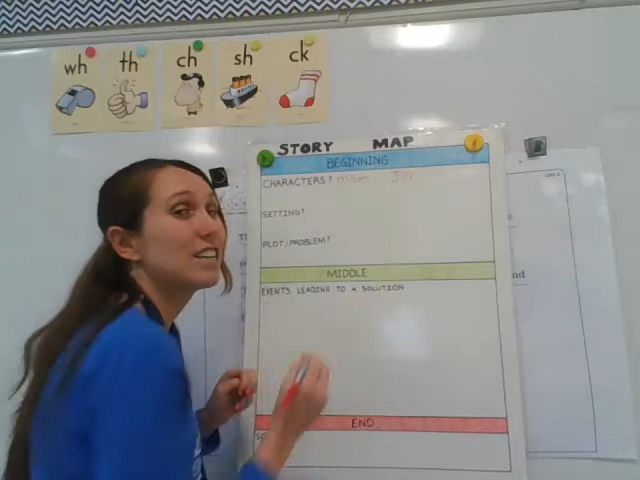 wh th ch sh ck
STORY MAP
BEGINNING
CHARACTERS?
SETTING?
PLOT/PROBLEM?
MIDDLE
EVENTS LEADING TO A SOLUTION
END